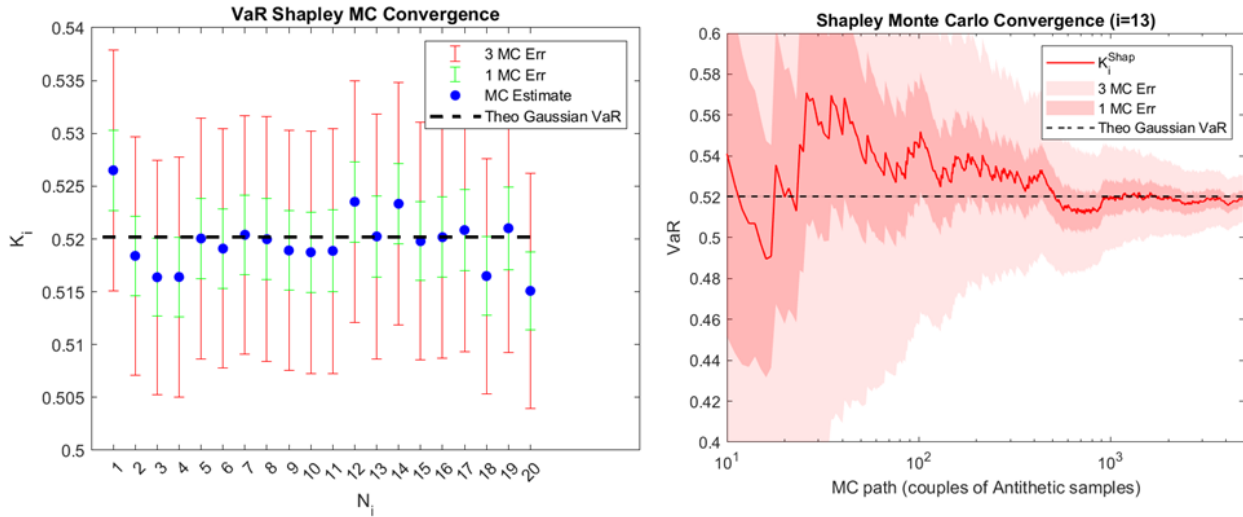 VaR Shapley MC Convergence
0.54
0.535
0.53
0.525
0.52
0.515
0.51
0.505
0.5
K_i
3 MC Err
1 MC Err
MC Estimate
Theo Gaussian VaR
1 2 3 4 5 6 7 8 9 10 11 12 13 14 15 16 17 18 19 20
N_i
Shapley Monte Carlo Convergence (i=13)
0.6
0.58
0.56
0.54
0.52
0.5
0.48
0.46
0.44
0.42
0.4
VaR
K_i^Shap
3 MC Err
1 MC Err
Theo Gaussian VaR
10^1 10^2 10^3
MC path (couples of Antithetic samples)